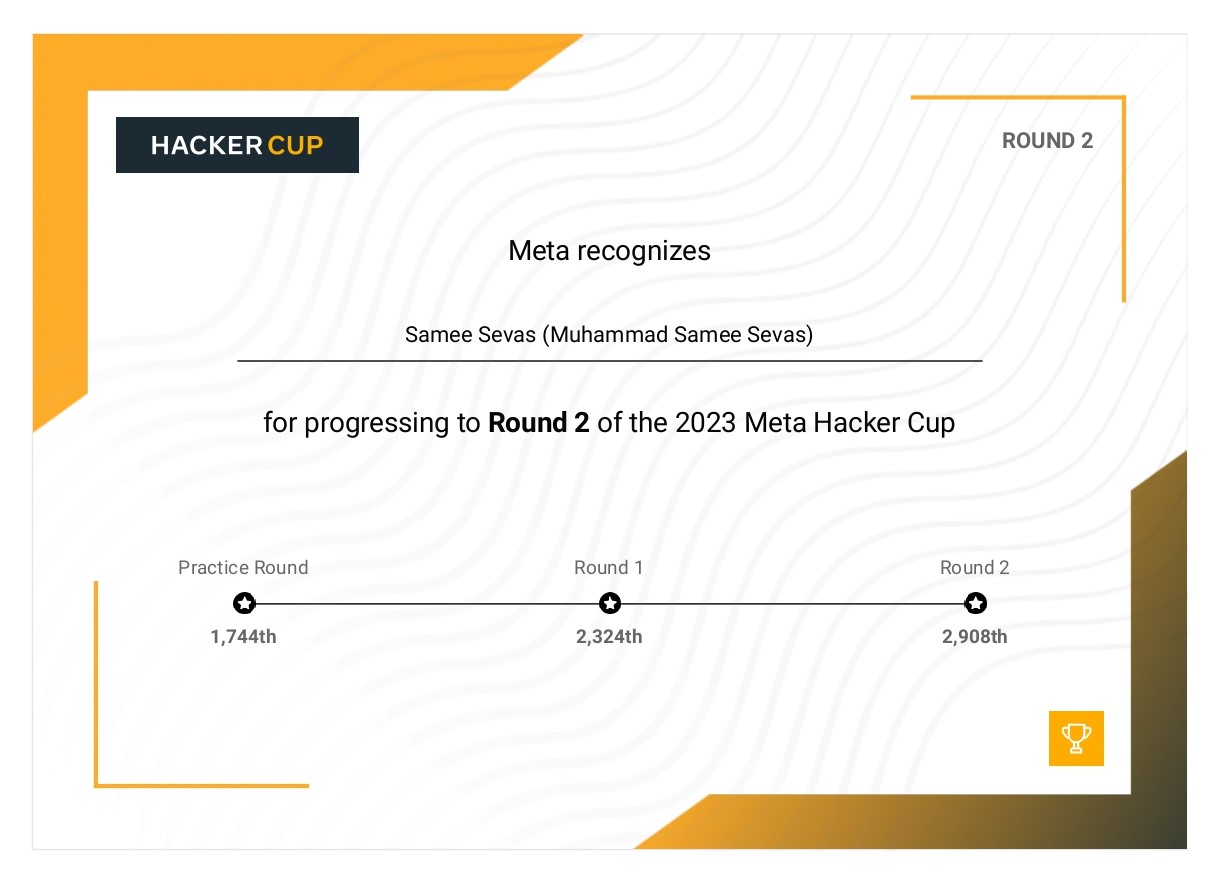 HACKER CUP
ROUND 2
Meta recognizes
Samee Sevas (Muhammad Samee Sevas)
for progressing to Round 2 of the 2023 Meta Hacker Cup
Practice Round
Round 1
Round 2
1,744th
2,324th
2,908th